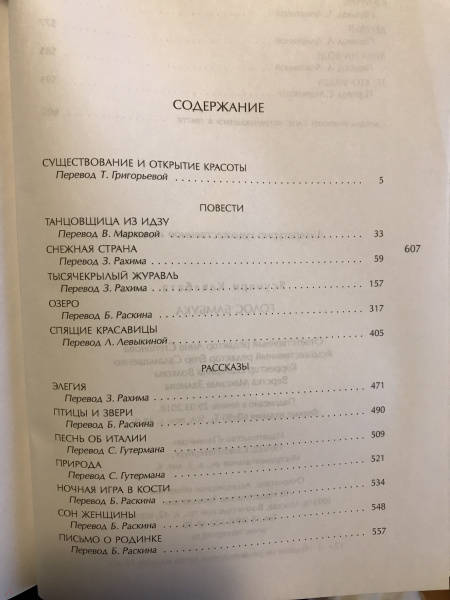 СОДЕРЖАНИЕ
СУЩЕСТВОВАНИЕ И ОТКРЫТИЕ КРАСОТЫ
Перевод Т. Григорьевой 5
ПОВЕСТИ
ТАНЦОВЩИЦА ИЗ ИДЗУ
Перевод В. Марковой 33
СНЕЖНАЯ СТРАНА
607
Перевод З. Рахима 59
ТЫСЯЧЕКРЫЛЫЙ ЖУРАВЛЬ
Перевод З. Рахима 157
ОЗЕРО
Перевод Б. Раскина 317
СПЯЩИЕ КРАСАВИЦЫ
Перевод Л. Левыкиной 405
РАССКАЗЫ
ЭЛЕГИЯ
Перевод З. Рахима 471
ПТИЦЫ И ЗВЕРИ
Перевод Б. Раскина 490
ПЕСНЬ ОБ ИТАЛИИ
Перевод С. Гутермана 509
ПРИРОДА
Перевод С. Гутермана 521
НОЧНАЯ ИГРА В КОСТИ
Перевод Б. Раскина 534
СОН ЖЕНЩИНЫ
Перевод Б. Раскина 548
ПИСЬМО О РОДИНКЕ
Перевод Б. Раскина 557